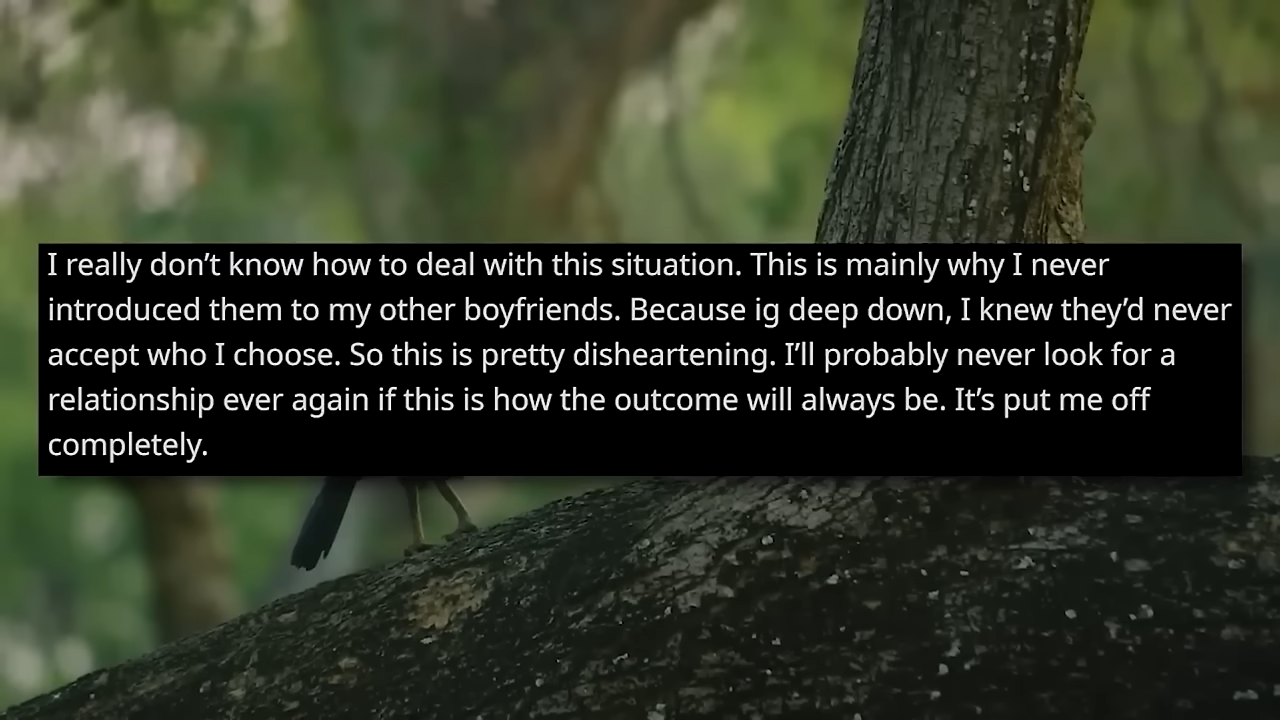 I really don’t know how to deal with this situation. This is mainly why I never
introduced them to my other boyfriends. Because ig deep down, I knew they’d never
accept who I choose. So this is pretty disheartening. I’ll probably never look for a
relationship ever again if this is how the outcome will always be. It’s put me off
completely.